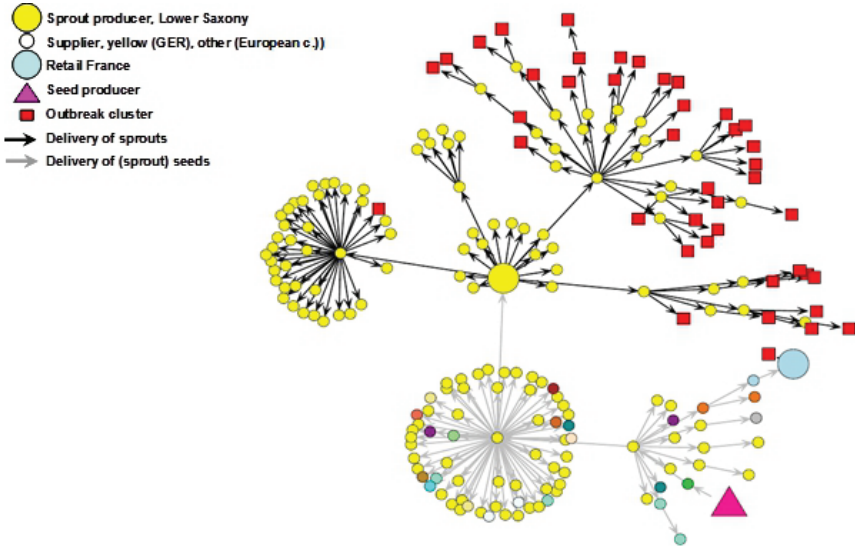 Sprout producer, Lower Saxony
Supplier, yellow (GER), other (European c.))
Retail France
Seed producer
Outbreak cluster
Delivery of sprouts
Delivery of (sprout) seeds